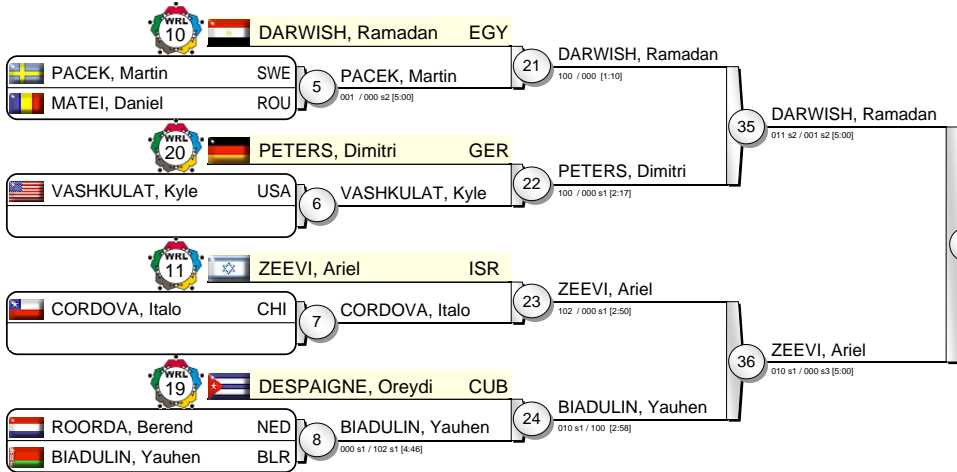 WRL
10
DARWISH, Ramadan EGY
PACEK, Martin SWE
MATEI, Daniel ROU
5
PACEK, Martin
001 / 000 s2 [5:00]
21
DARWISH, Ramadan
100 / 000 [1:10]
WRL
20
PETERS, Dimitri GER
VASHKULAT, Kyle USA
6
VASHKULAT, Kyle
22
PETERS, Dimitri
100 / 000 s1 [2:17]
35
DARWISH, Ramadan
011 s2 / 001 s2 [5:00]
WRL
11
ZEEVI, Ariel ISR
CORDOVA, Italo CHI
7
CORDOVA, Italo
23
ZEEVI, Ariel
102 / 000 s1 [2:50]
WRL
19
DESPAIGNE, Oreydi CUB
ROORDA, Berend NED
BIADULIN, Yauhen BLR
8
BIADULIN, Yauhen
000 s1 / 102 s1 [4:46]
24
BIADULIN, Yauhen
010 s1 / 100 [2:58]
36
ZEEVI, Ariel
010 s1 / 000 s3 [5:00]